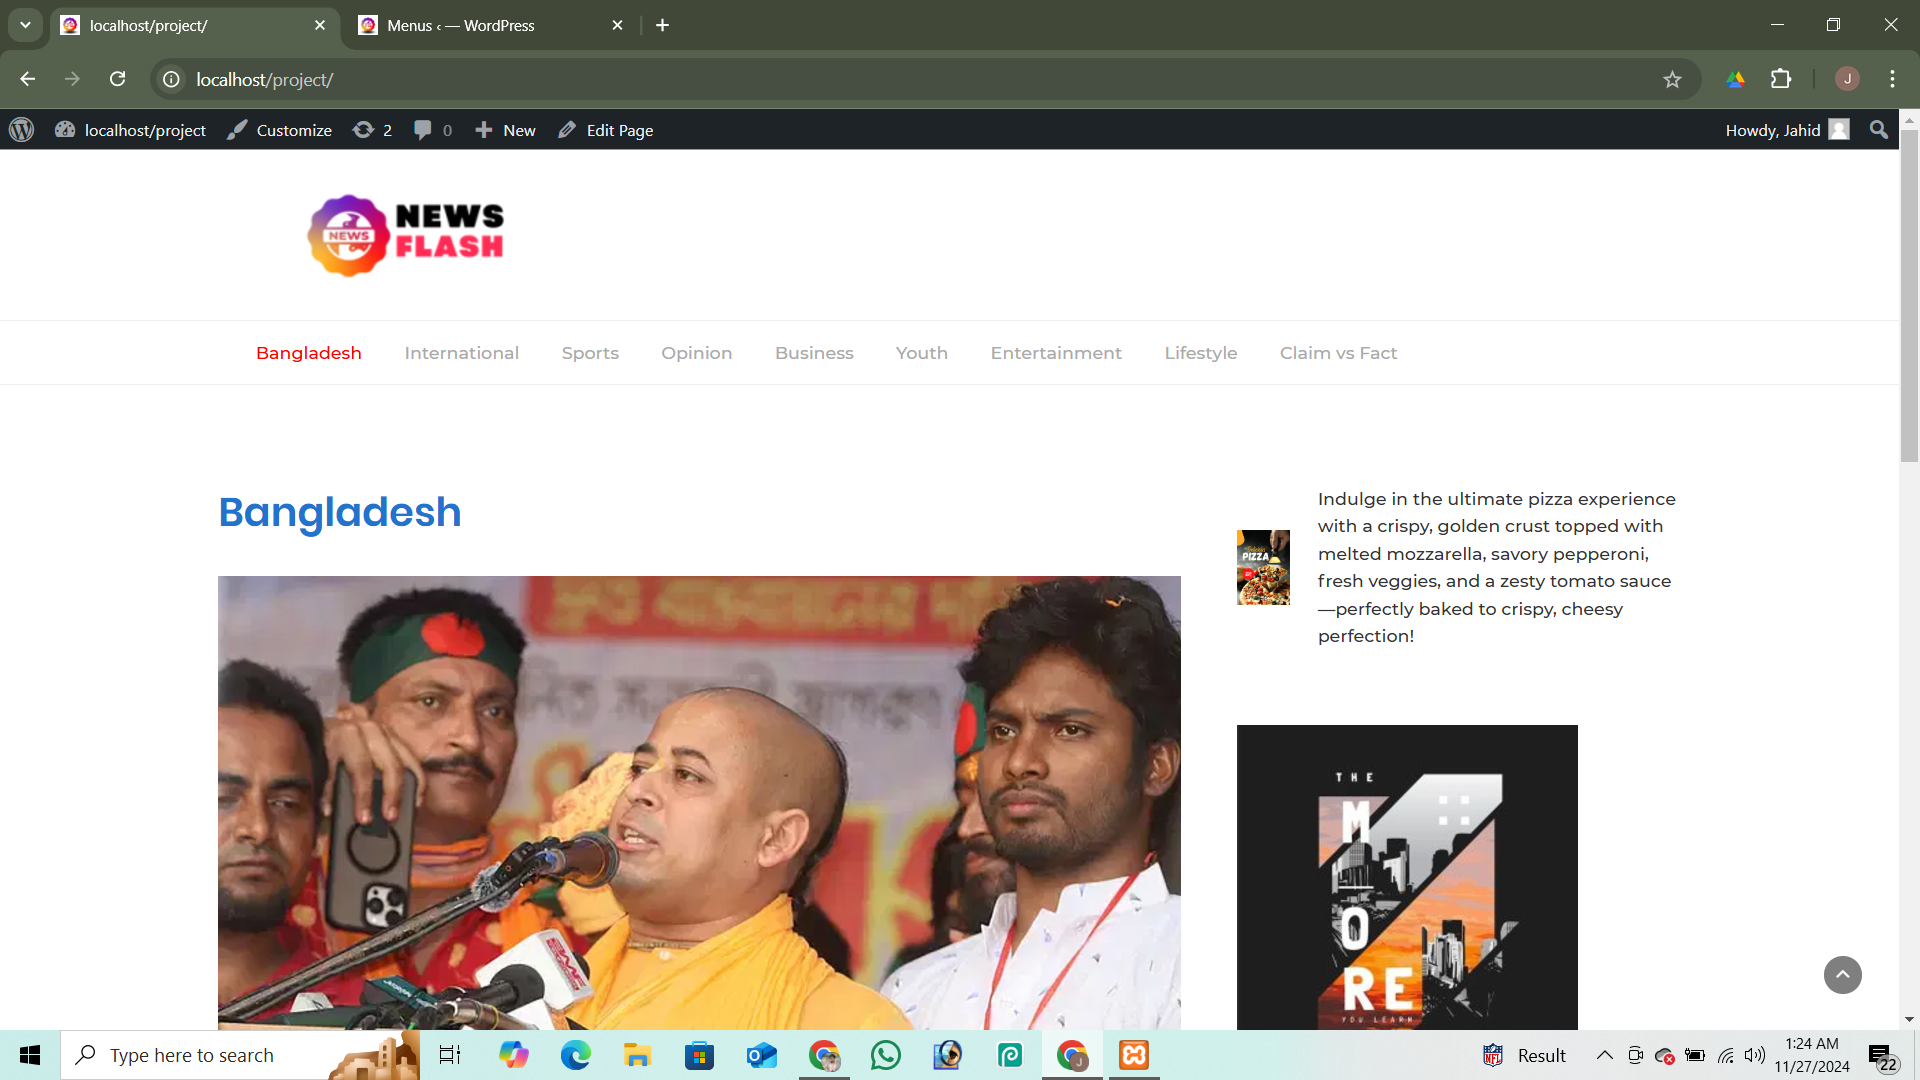 localhost/project/
Menus ‹ — WordPress
localhost/project/
localhost/project
Customize
2
0
New
Edit Page
Howdy, Jahid
NEWS
NEWS
FLASH
Bangladesh
International
Sports
Opinion
Business
Youth
Entertainment
Lifestyle
Claim vs Fact
Bangladesh
Indulge in the ultimate pizza experience
with a crispy, golden crust topped with
melted mozzarella, savory pepperoni,
fresh veggies, and a zesty tomato sauce
—perfectly baked to crispy, cheesy
perfection!
PIZZA
THE
MORE
YOU LEARN
J
Type here to search
Result
1:24 AM
11/27/2024
22